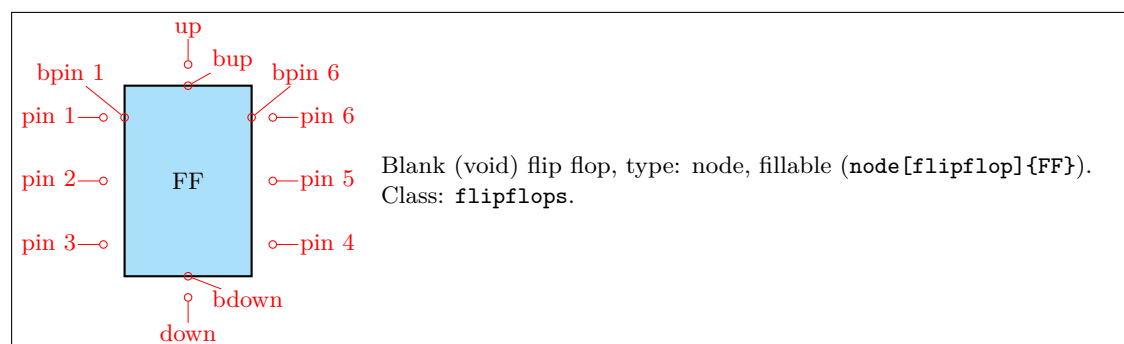 up
bup
bpin 1
bpin 6
pin 1
pin 6
pin 2
FF
pin 5
pin 3
pin 4
bdown
down
Blank (void) flip flop, type: node, fillable (node[flipflop]{FF}).
Class: flipflops.